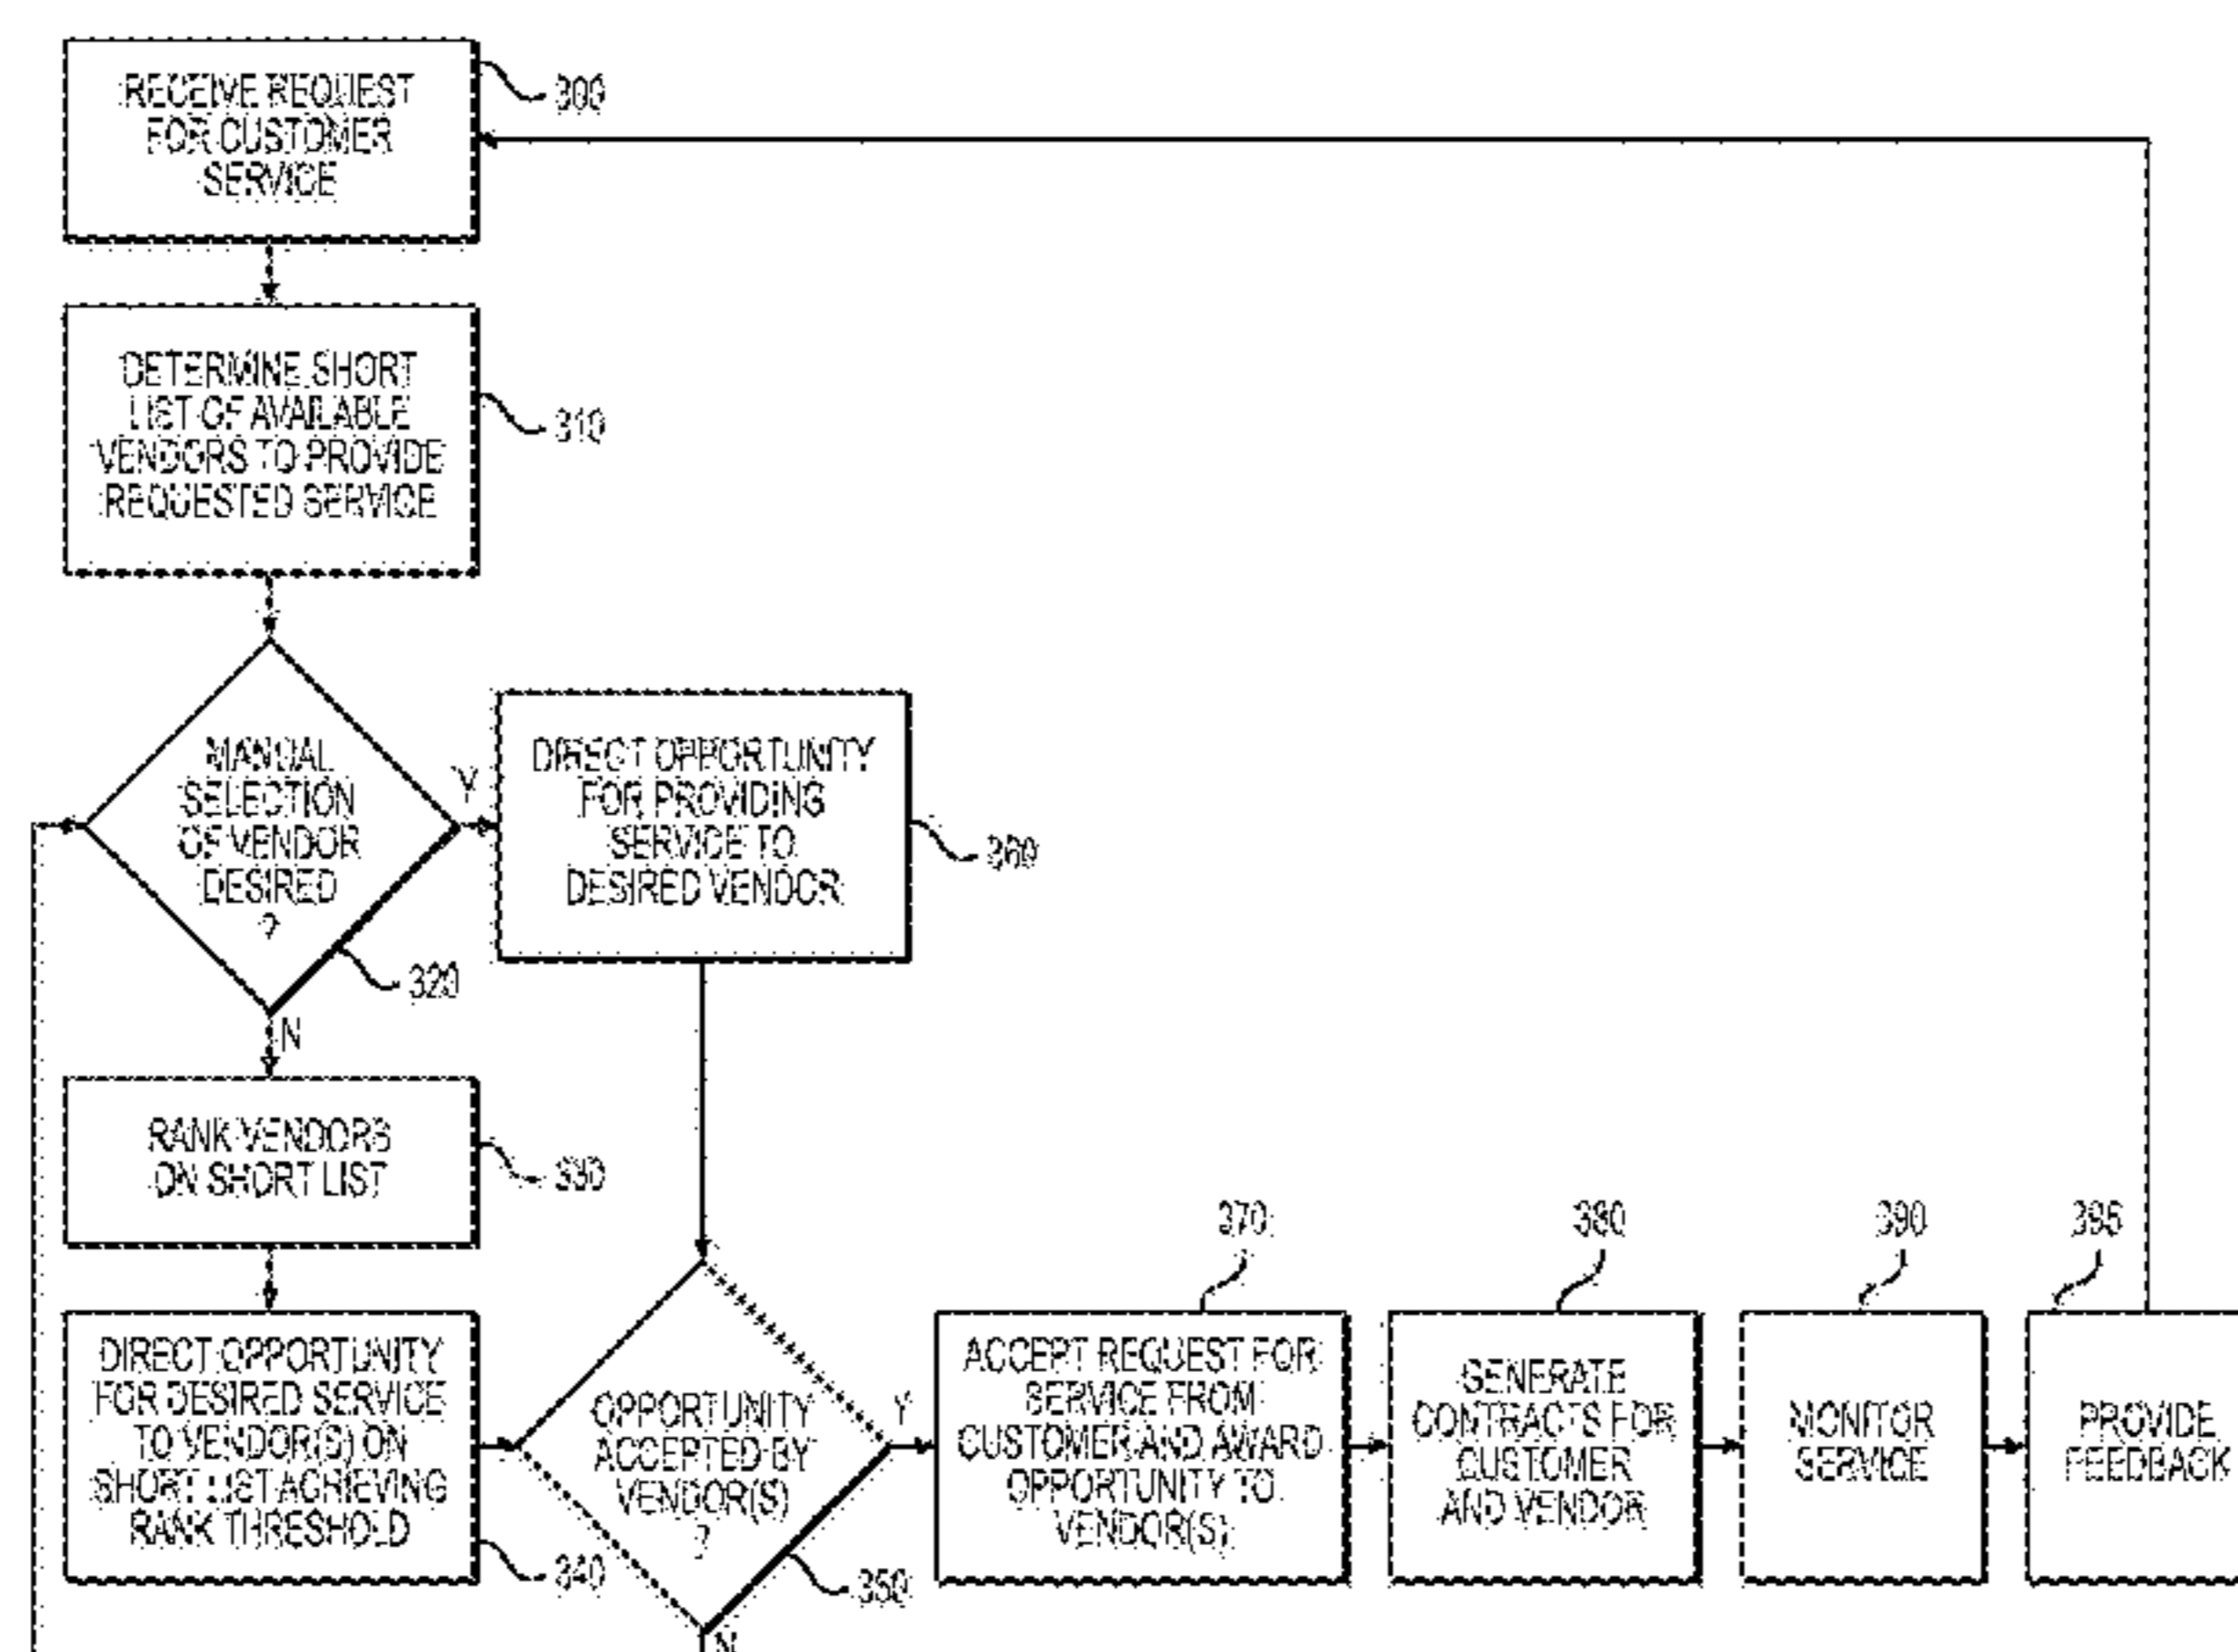 RECEIVE REQUEST
FOR CUSTOMER
SERVICE
300
DETERMINE SHORT
LIST OF AVAILABLE
VENDORS TO PROVIDE
REQUESTED SERVICE
310
MANUAL
SELECTION
OF VENDOR
DESIRED
?
320
Y
N
DIRECT OPPORTUNITY
FOR PROVIDING
SERVICE TO
DESIRED VENDOR
360
RANK VENDORS
ON SHORT LIST
330
DIRECT OPPORTUNITY
FOR DESIRED SERVICE
TO VENDOR(S) ON
SHORT LIST ACHIEVING
RANK THRESHOLD
340
OPPORTUNITY
ACCEPTED BY
VENDOR(S)
?
350
Y
N
370
ACCEPT REQUEST FOR
SERVICE FROM
CUSTOMER AND AWARD
OPPORTUNITY TO
VENDOR(S)
380
GENERATE
CONTRACTS FOR
CUSTOMER
AND VENDOR
390
MONITOR
SERVICE
395
PROVIDE
FEEDBACK